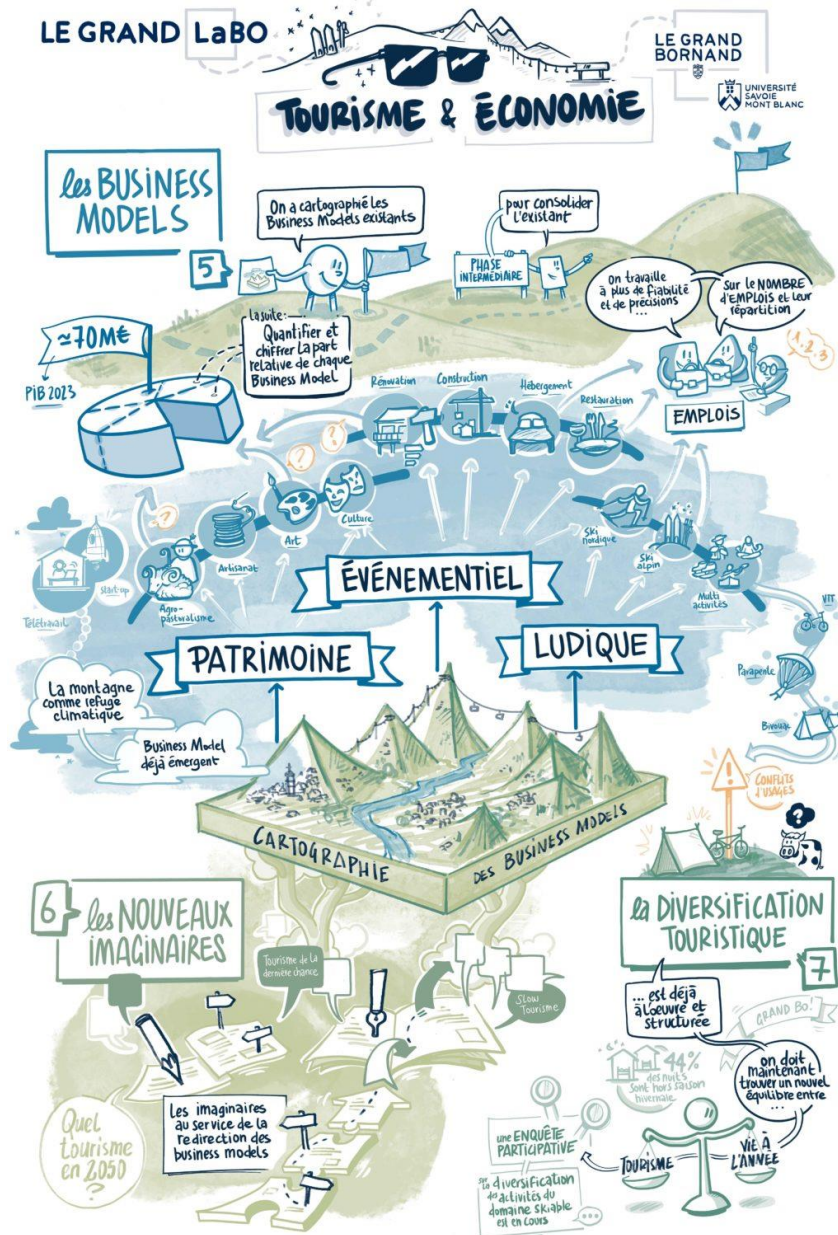 LE GRAND LaBO
LE GRAND
BORNAND
UNIVERSITÉ
SAVOIE
MONT BLANC
TOURISME & ÉCONOMIE
les BUSINESS
MODELS
5
On a cartographié les
Business Models existants
pour consolider
l'existant
PHASE
INTERMÉDIAIRE
On travaille
à plus de fiabilité
et de précisions
...
Sur le NOMBRE
d'EMPLOIS et leur
répartition
1, 2, 3
EMPLOIS
≃70M€
PIB 2023
la suite:
Quantifier et
chiffrer la part
relative de chaque
Business Model
Rénovation
Construction
Hébergement
Restauration
?
?
?
?
Culture
Art
Artisanat
Agro-
pastoralisme
Start-up
Télétravail
Ski
nordique
Ski
alpin
Multi
activités
VTT
Parapente
Bivouac
ÉVÉNEMENTIEL
PATRIMOINE
LUDIQUE
La montagne
comme refuge
climatique
Business Model
déjà émergent
CARTOGRAPHIE
DES BUSINESS MODELS
CONFLITS
d'USAGES
?
6
les NOUVEAUX
IMAGINAIRES
Tourisme de la
dernière chance
Slow
Tourisme
Les imaginaires
au service de la
redirection des
business models
Quel
tourisme
en 2050
?
la DIVERSIFICATION
TOURISTIQUE
7
... est déjà
à l'oeuvre et
structurée
GRAND BO!
44%
des nuits
sont hors saison
hivernale
on doit
maintenant
trouver un nouvel
équilibre entre
...
TOURISME
VIE À
L'ANNÉE
une ENQUÊTE
PARTICIPATIVE
sur la diversification
des activités du
domaine skiable
est en cours
...